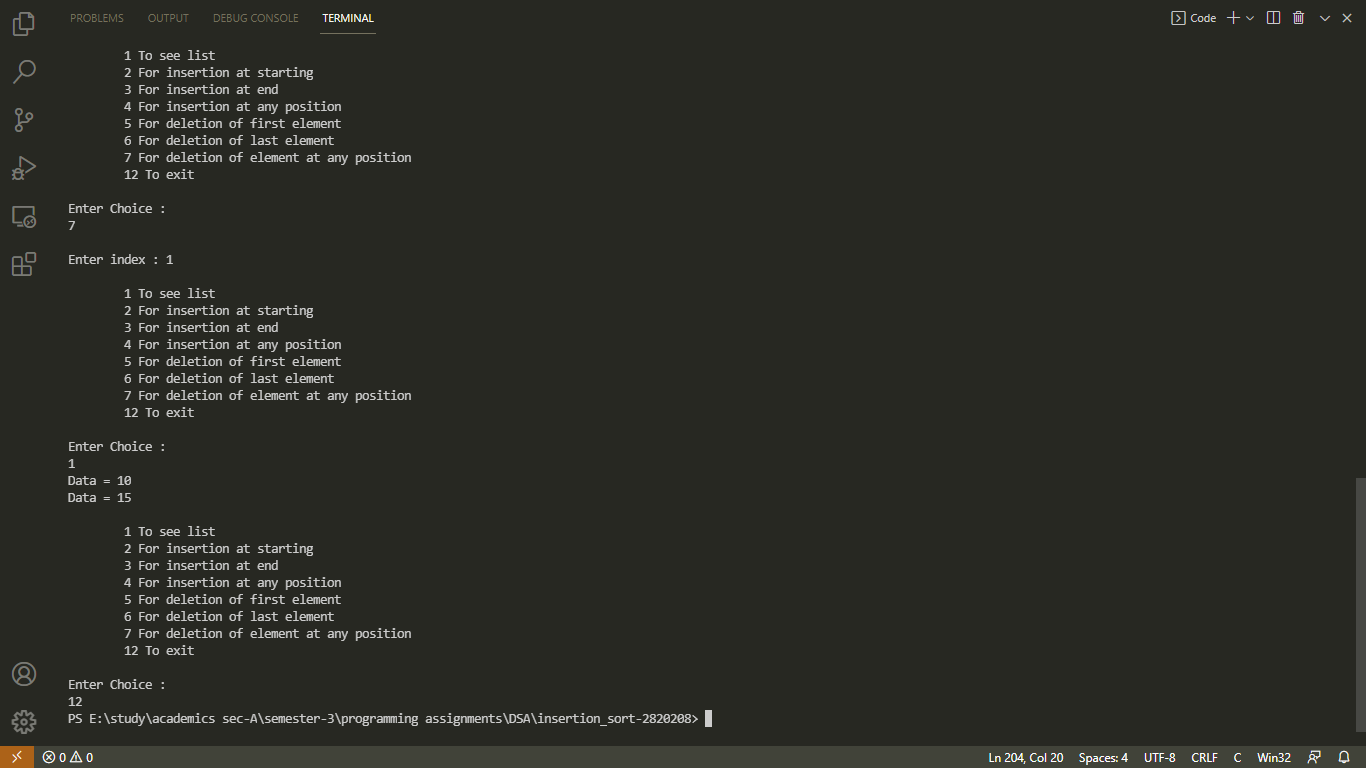 PROBLEMS OUTPUT DEBUG CONSOLE TERMINAL Code
1 To see list
2 For insertion at starting
3 For insertion at end
4 For insertion at any position
5 For deletion of first element
6 For deletion of last element
7 For deletion of element at any position
12 To exit
Enter Choice :
7
Enter index : 1
1 To see list
2 For insertion at starting
3 For insertion at end
4 For insertion at any position
5 For deletion of first element
6 For deletion of last element
7 For deletion of element at any position
12 To exit
Enter Choice :
1
Data = 10
Data = 15
1 To see list
2 For insertion at starting
3 For insertion at end
4 For insertion at any position
5 For deletion of first element
6 For deletion of last element
7 For deletion of element at any position
12 To exit
Enter Choice :
12
PS E:\study\academics sec-A\semester-3\programming assignments\DSA\insertion_sort-2820208>
0 0 Ln 204, Col 20 Spaces: 4 UTF-8 CRLF C Win32